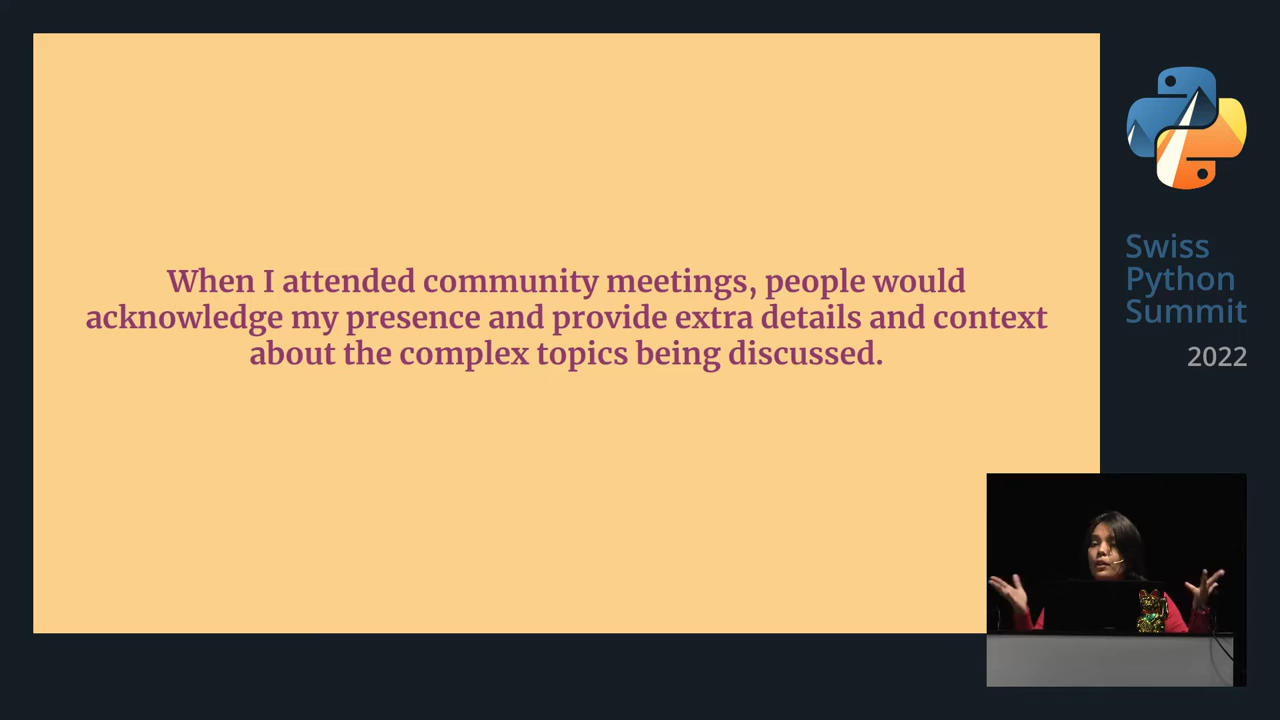 When I attended community meetings, people would
acknowledge my presence and provide extra details and context
about the complex topics being discussed.
Swiss
Python
Summit
2022